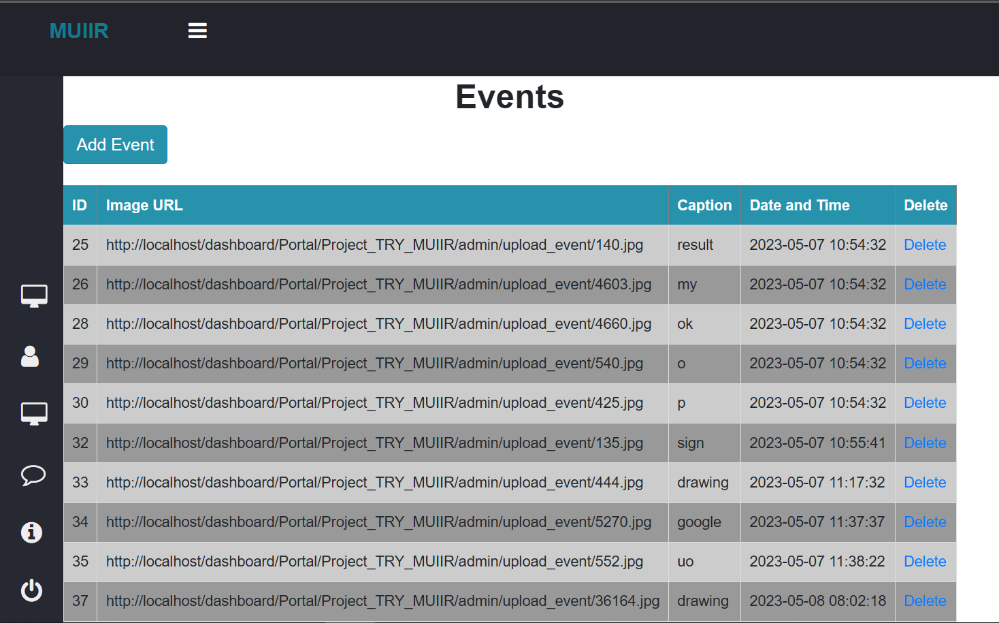 MUIIR
Events
Add Event
ID Image URL Caption Date and Time Delete
25 http://localhost/dashboard/Portal/Project_TRY_MUIIR/admin/upload_event/140.jpg result 2023-05-07 10:54:32 Delete
26 http://localhost/dashboard/Portal/Project_TRY_MUIIR/admin/upload_event/4603.jpg my 2023-05-07 10:54:32 Delete
28 http://localhost/dashboard/Portal/Project_TRY_MUIIR/admin/upload_event/4660.jpg ok 2023-05-07 10:54:32 Delete
29 http://localhost/dashboard/Portal/Project_TRY_MUIIR/admin/upload_event/540.jpg o 2023-05-07 10:54:32 Delete
30 http://localhost/dashboard/Portal/Project_TRY_MUIIR/admin/upload_event/425.jpg p 2023-05-07 10:54:32 Delete
32 http://localhost/dashboard/Portal/Project_TRY_MUIIR/admin/upload_event/135.jpg sign 2023-05-07 10:55:41 Delete
33 http://localhost/dashboard/Portal/Project_TRY_MUIIR/admin/upload_event/444.jpg drawing 2023-05-07 11:17:32 Delete
34 http://localhost/dashboard/Portal/Project_TRY_MUIIR/admin/upload_event/5270.jpg google 2023-05-07 11:37:37 Delete
35 http://localhost/dashboard/Portal/Project_TRY_MUIIR/admin/upload_event/552.jpg uo 2023-05-07 11:38:22 Delete
37 http://localhost/dashboard/Portal/Project_TRY_MUIIR/admin/upload_event/36164.jpg drawing 2023-05-08 08:02:18 Delete